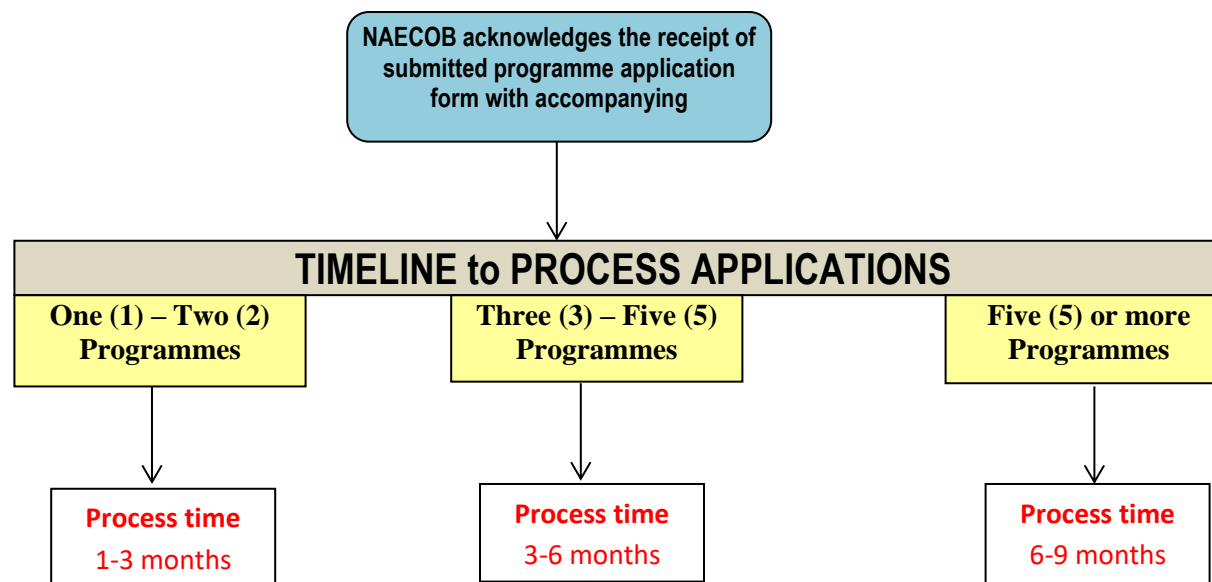 NAECOB acknowledges the receipt of
submitted programme application
form with accompanying
TIMELINE to PROCESS APPLICATIONS
One (1) – Two (2)
Programmes
Three (3) – Five (5)
Programmes
Five (5) or more
Programmes
Process time
1-3 months
Process time
3-6 months
Process time
6-9 months